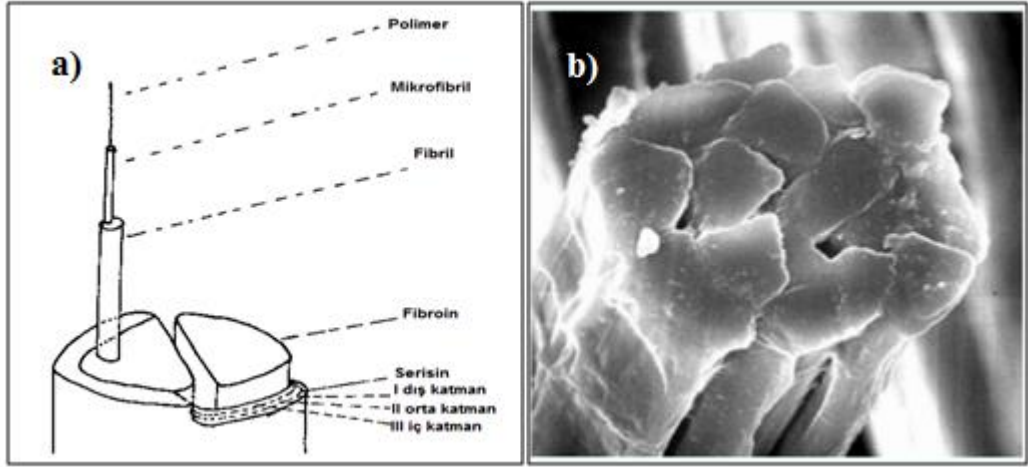 a)
Polimer
Mikrofibril
Fibril
Fibroin
Serisin
I dış katman
II orta katman
III iç katman
b)